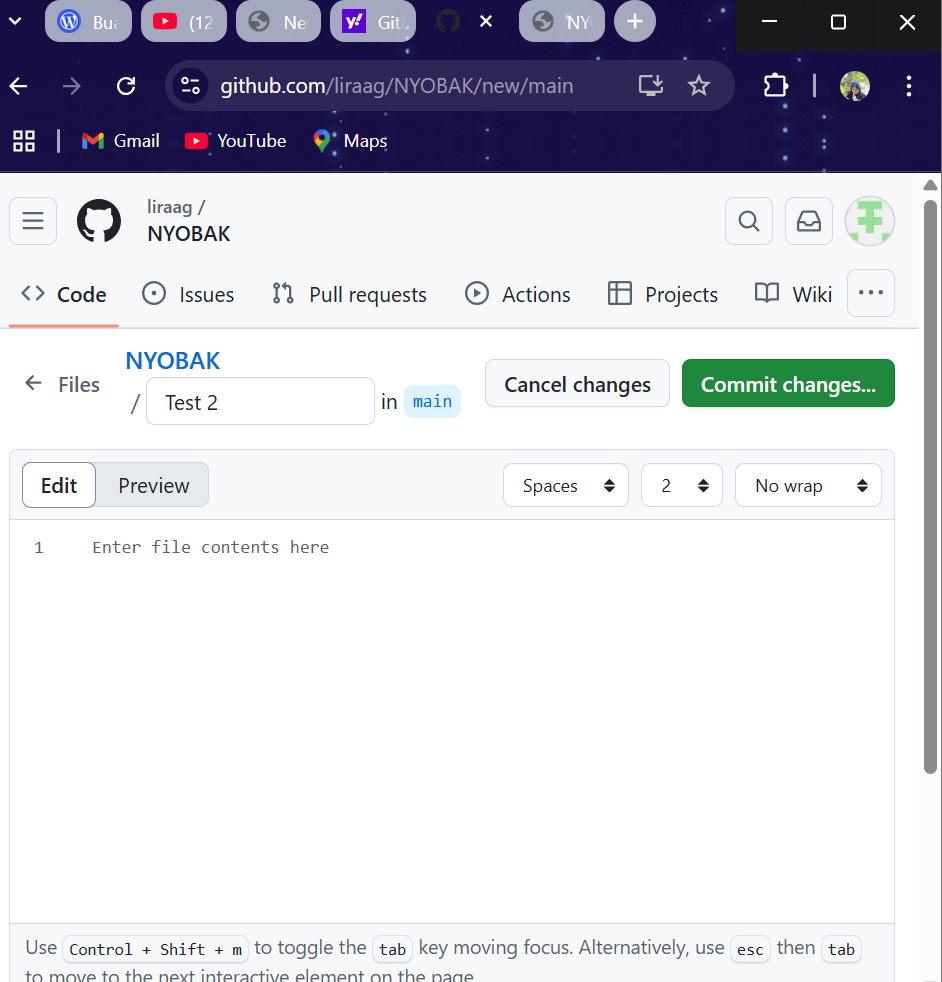 Bua
(12
Ne
Git
NY
github.com/liraag/NYOBAK/new/main
Gmail YouTube Maps
liraag /
NYOBAK
Code Issues Pull requests Actions Projects Wiki
Files
NYOBAK
/ Test 2 in main
Cancel changes Commit changes...
Edit Preview Spaces 2 No wrap
1 Enter file contents here
Use Control + Shift + m to toggle the tab key moving focus. Alternatively, use esc then tab
to move to the next interactive element on the page.